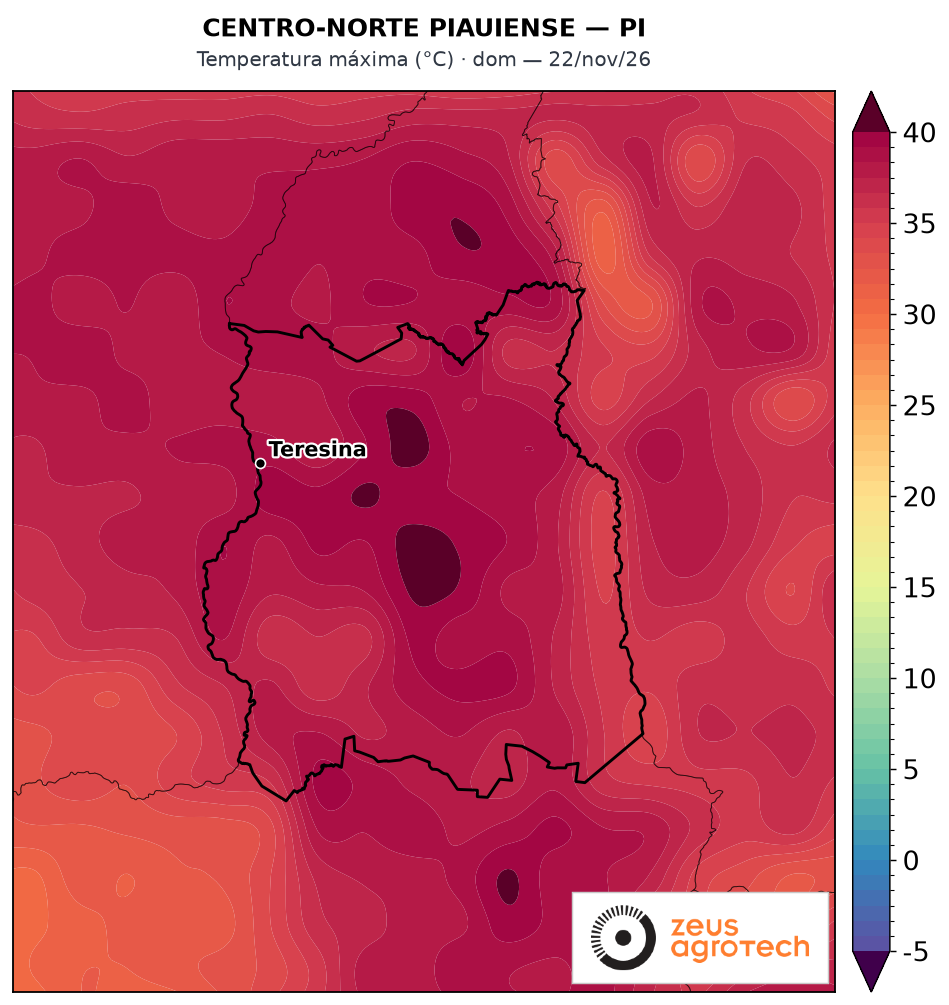 CENTRO-NORTE PIAUIENSE — PI
Temperatura máxima (°C) · dom — 22/nov/26
40
35
30
25
20
15
10
5
0
-5
Teresina
zeus
agrotech